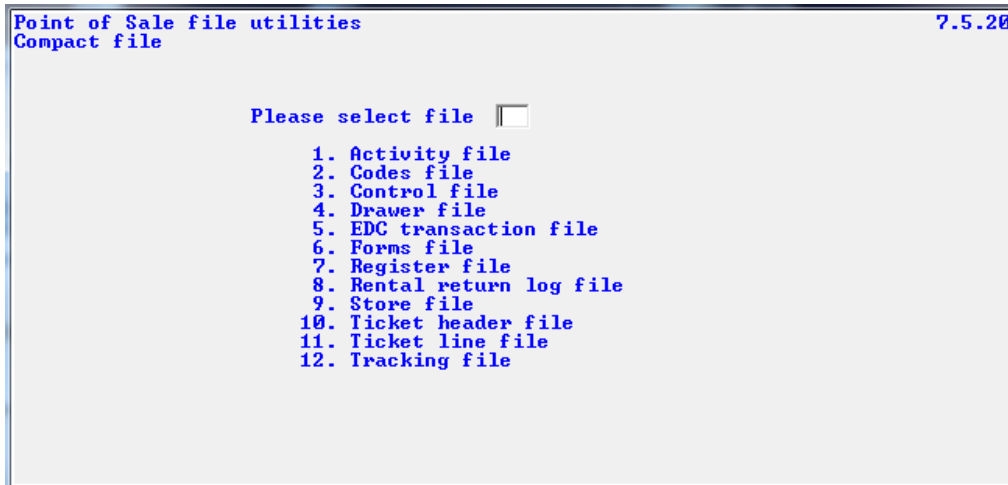 Point of Sale file utilities 7.5.20
Compact file
Please select file
1. Activity file
2. Codes file
3. Control file
4. Drawer file
5. EDC transaction file
6. Forms file
7. Register file
8. Rental return log file
9. Store file
10. Ticket header file
11. Ticket line file
12. Tracking file